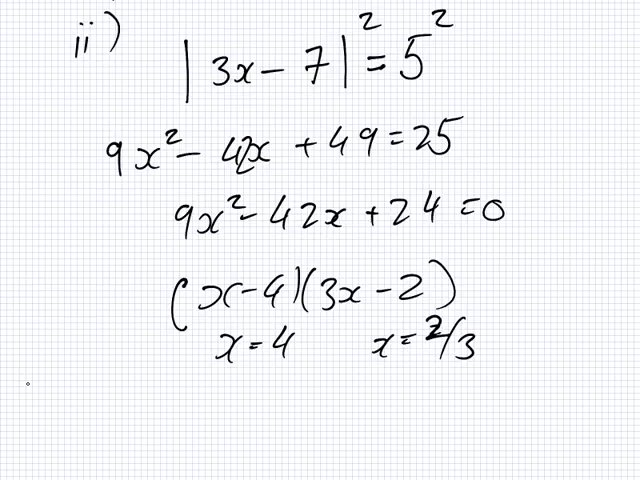 ii)
|3x - 7|² = 5²
9x² - 42x + 49 = 25
9x² - 42x + 24 = 0
(x - 4)(3x - 2)
x = 4 x = 2/3